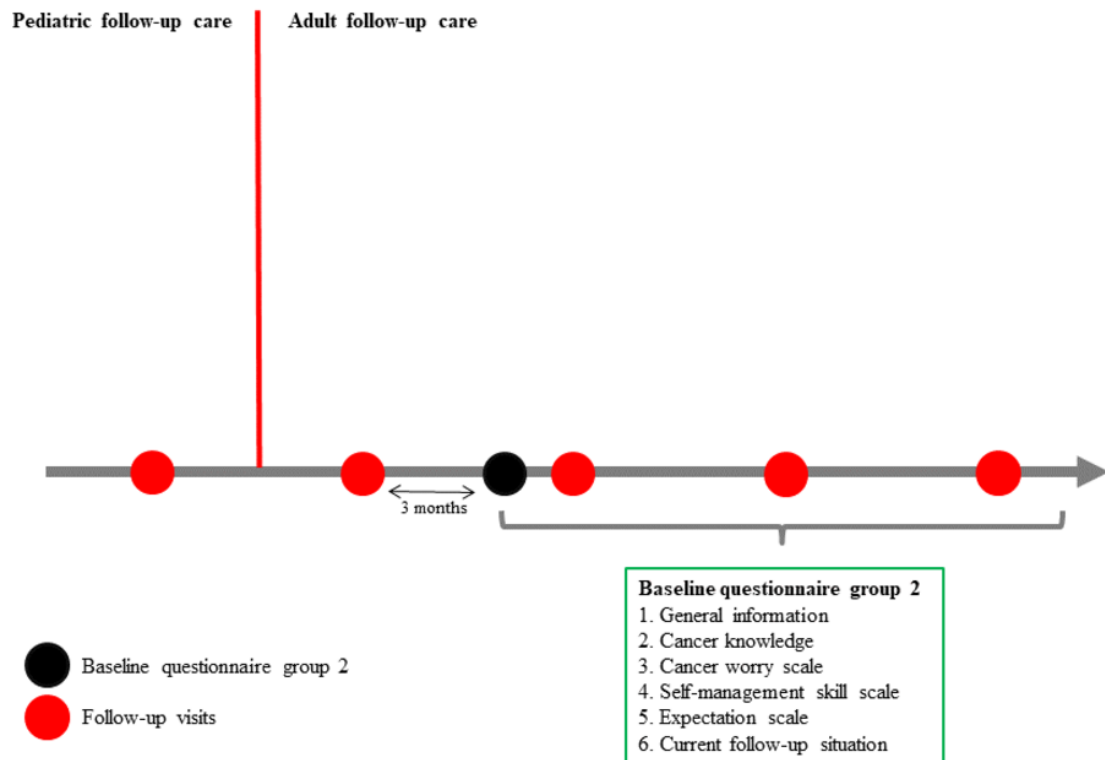 Pediatric follow-up care
Adult follow-up care
3 months
Baseline questionnaire group 2
1. General information
2. Cancer knowledge
3. Cancer worry scale
4. Self-management skill scale
5. Expectation scale
6. Current follow-up situation
Baseline questionnaire group 2
Follow-up visits